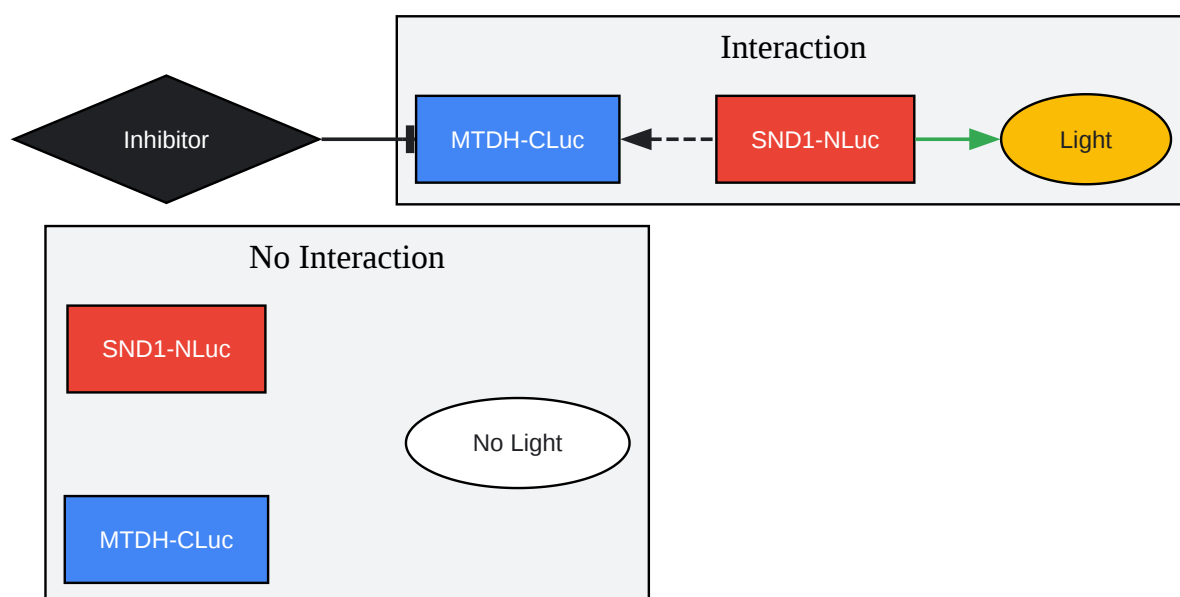 Interaction
Inhibitor
MTDH-CLuc
SND1-NLuc
Light
No Interaction
SND1-NLuc
No Light
MTDH-CLuc